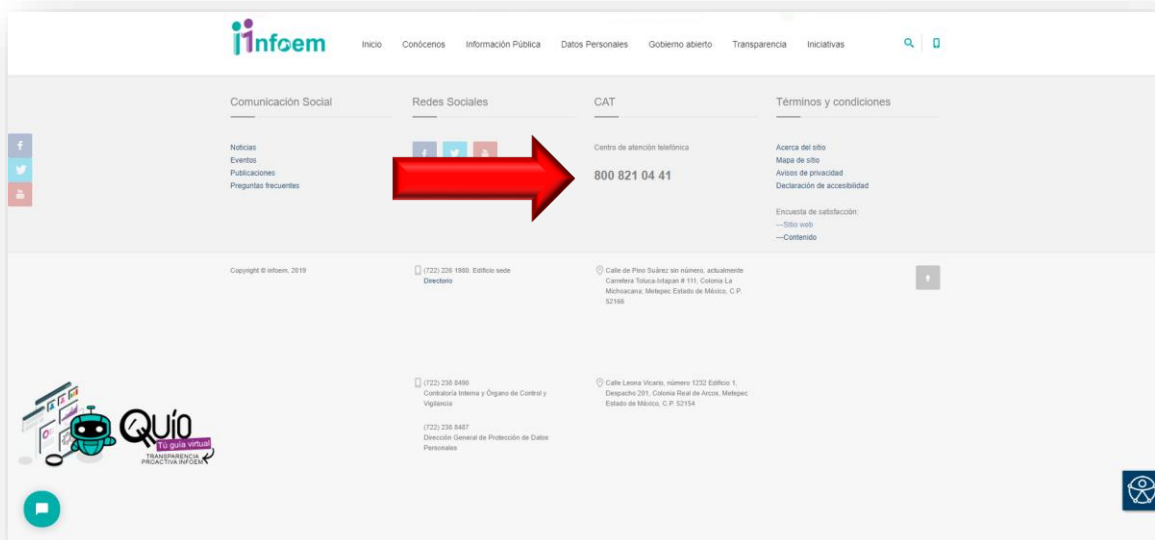 infoem
Inicio Conócenos Información Pública Datos Personales Gobierno abierto Transparencia Iniciativas
Comunicación Social
Noticias
Eventos
Publicaciones
Preguntas frecuentes
Redes Sociales
CAT
Centro de atención telefónica
800 821 04 41
Términos y condiciones
Acerca del sitio
Mapa de sitio
Avisos de privacidad
Declaración de accesibilidad
Encuesta de satisfacción:
---Sitio web
---Contenido
Copyright © infoem, 2019
(722) 226 1980. Edificio sede
Directorio
Calle de Pino Suárez sin número, actualmente
Carretera Toluca-Ixtapan # 111, Colonia La
Michoacana; Metepec Estado de México, C.P.
52166
(722) 238 8490
Contraloría Interna y Órgano de Control y
Vigilancia
(722) 238 8487
Dirección General de Protección de Datos
Personales
Calle Leona Vicario, número 1232 Edificio 1,
Despacho 201, Colonia Real de Arcos, Metepec
Estado de México, C.P. 52154
QUío
Tú guía virtual
TRANSPARENCIA
PROACTIVA INFOEM